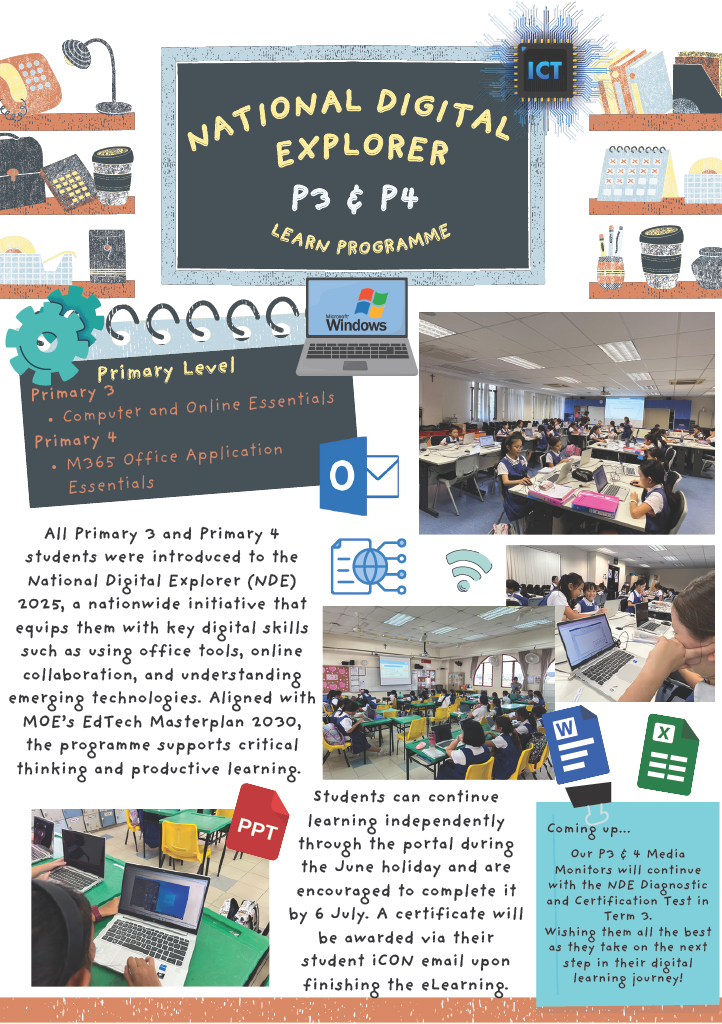 ICT
NATIONAL DIGITAL
EXPLORER
P3 & P4
LEARN PROGRAMME
Microsoft
Windows
Primary Level
Primary 3
• Computer and Online Essentials
Primary 4
• M365 Office Application
Essentials
O
All Primary 3 and Primary 4
students were introduced to the
National Digital Explorer (NDE)
2025, a nationwide initiative that
equips them with key digital skills
such as using office tools, online
collaboration, and understanding
emerging technologies. Aligned with
MOE's EdTech Masterplan 2030,
the programme supports critical
thinking and productive learning.
W
X
PPT
Students can continue
learning independently
through the portal during
the June holiday and are
encouraged to complete it
by 6 July. A certificate will
be awarded via their
student iCON email upon
finishing the eLearning.
Coming up...
Our P3 & 4 Media
Monitors will continue
with the NDE Diagnostic
and Certification Test in
Term 3.
Wishing them all the best
as they take on the next
step in their digital
learning journey!